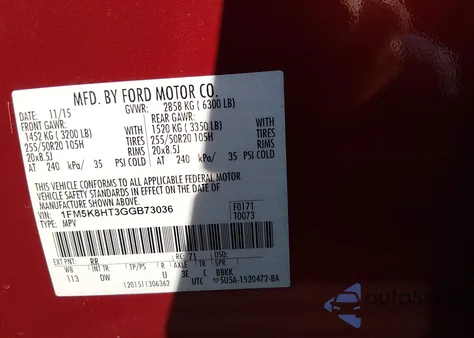 MFD. BY FORD MOTOR CO.
DATE: 11/15 GVWR: 2858 KG (6300 LB)
FRONT GAWR: REAR GAWR:
1452 KG (3200 LB) WITH 1520 KG (3350 LB) WITH
255/50R20 105H TIRES 255/50R20 105H TIRES
20x8.5J RIMS 20x8.5J RIMS
AT 240 kPa/ 35 PSI COLD AT 240 kPa/ 35 PSI COLD
THIS VEHICLE CONFORMS TO ALL APPLICABLE FEDERAL MOTOR
VEHICLE SAFETY STANDARDS IN EFFECT ON THE DATE OF MANUFACTURE
SHOWN ABOVE.
VIN: 1FM5K8HT3GGB73036 F0171
TYPE: MPV T0073
EXT PNT: RR RC: 71 DSO:
WB INT TR TP/PS R AXLE TR SPR
113 DW U 3E C BBKK
1201511306362 UTC 5U5A-1520472-BA